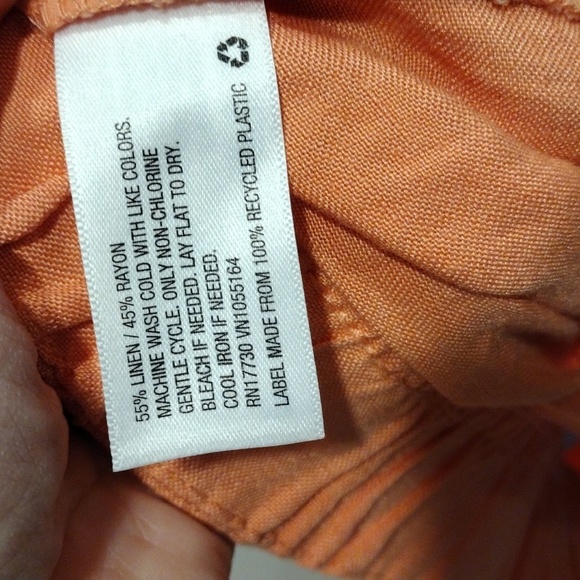 55% LINEN / 45% RAYON
MACHINE WASH COLD WITH LIKE COLORS.
GENTLE CYCLE. ONLY NON-CHLORINE
BLEACH IF NEEDED. LAY FLAT TO DRY.
COOL IRON IF NEEDED.
RN17730 VN1055164
LABEL MADE FROM 100% RECYCLED PLASTIC